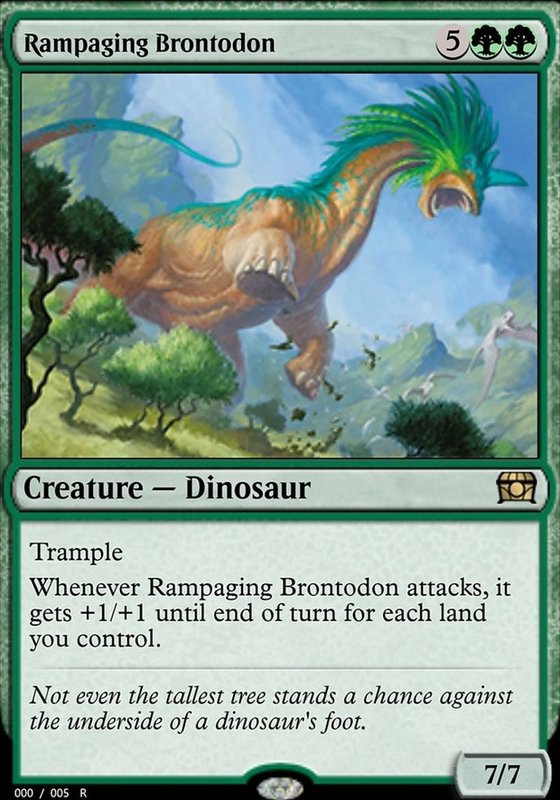 Rampaging Brontodon 5
Creature — Dinosaur
Trample
Whenever Rampaging Brontodon attacks, it
gets +1/+1 until end of turn for each land
you control.
Not even the tallest tree stands a chance against
the underside of a dinosaur's foot.
7/7
000 / 005 R